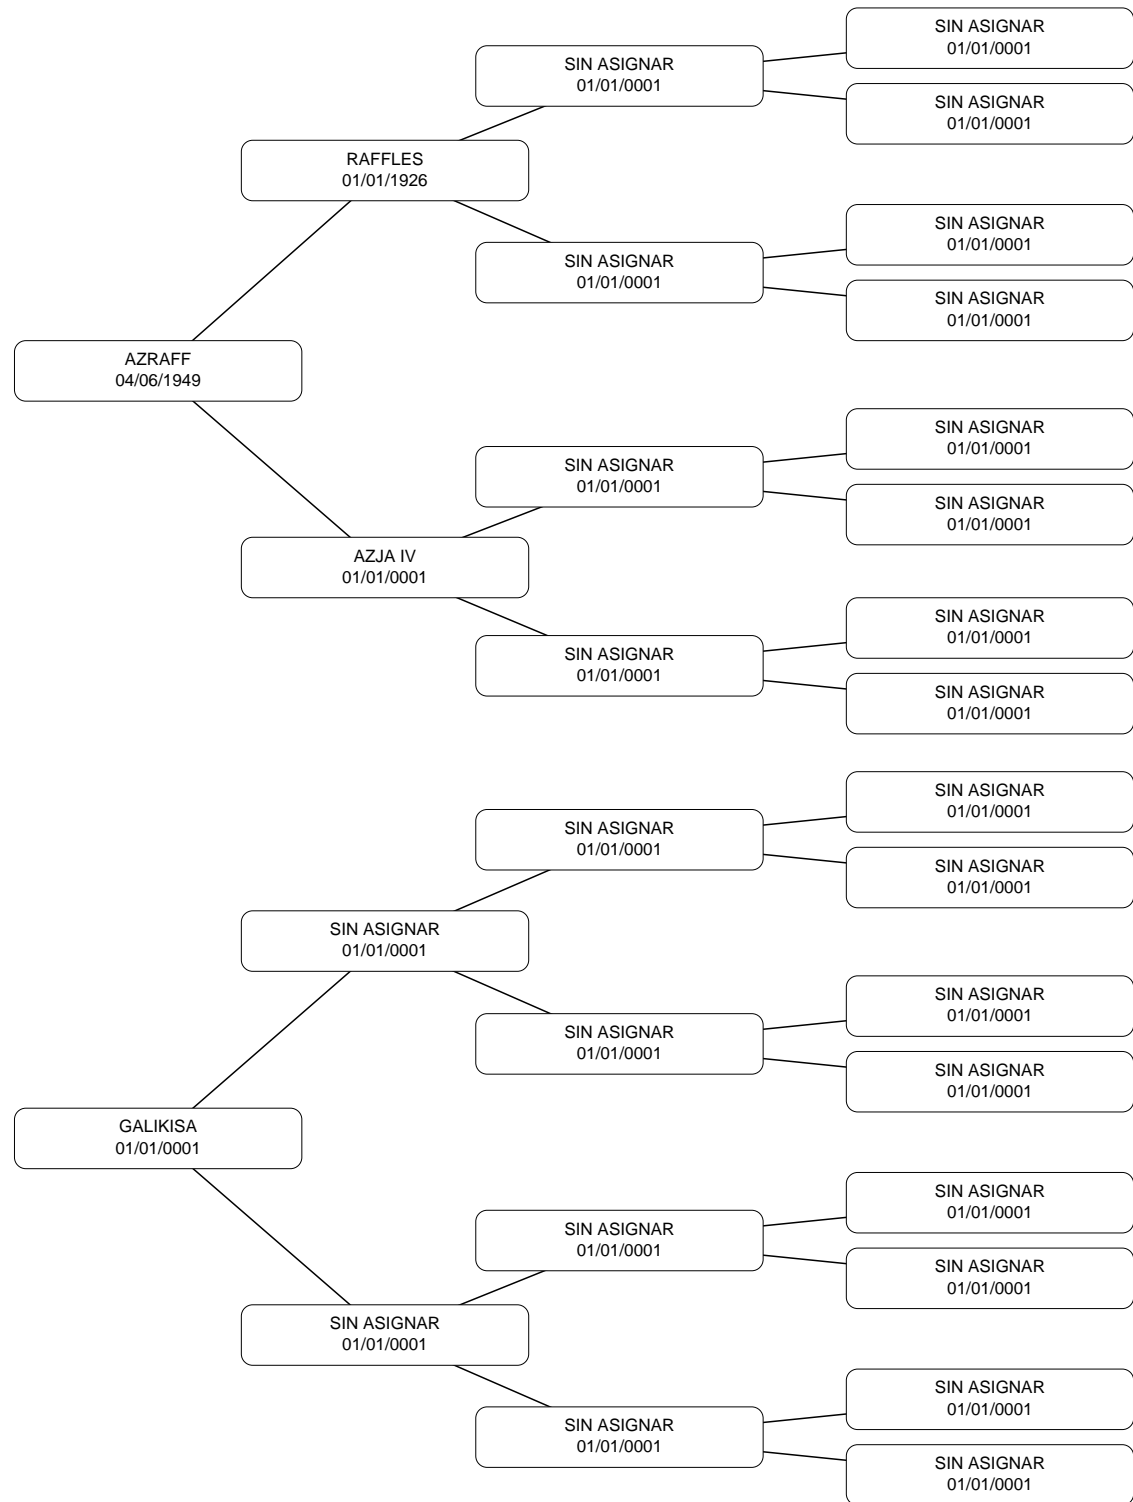 SIN ASIGNAR
01/01/0001
SIN ASIGNAR
01/01/0001
SIN ASIGNAR
01/01/0001
RAFFLES
01/01/1926
SIN ASIGNAR
01/01/0001
SIN ASIGNAR
01/01/0001
SIN ASIGNAR
01/01/0001
AZRAFF
04/06/1949
SIN ASIGNAR
01/01/0001
SIN ASIGNAR
01/01/0001
SIN ASIGNAR
01/01/0001
AZJA IV
01/01/0001
SIN ASIGNAR
01/01/0001
SIN ASIGNAR
01/01/0001
SIN ASIGNAR
01/01/0001
SIN ASIGNAR
01/01/0001
SIN ASIGNAR
01/01/0001
SIN ASIGNAR
01/01/0001
SIN ASIGNAR
01/01/0001
SIN ASIGNAR
01/01/0001
SIN ASIGNAR
01/01/0001
SIN ASIGNAR
01/01/0001
GALIKISA
01/01/0001
SIN ASIGNAR
01/01/0001
SIN ASIGNAR
01/01/0001
SIN ASIGNAR
01/01/0001
SIN ASIGNAR
01/01/0001
SIN ASIGNAR
01/01/0001
SIN ASIGNAR
01/01/0001
SIN ASIGNAR
01/01/0001